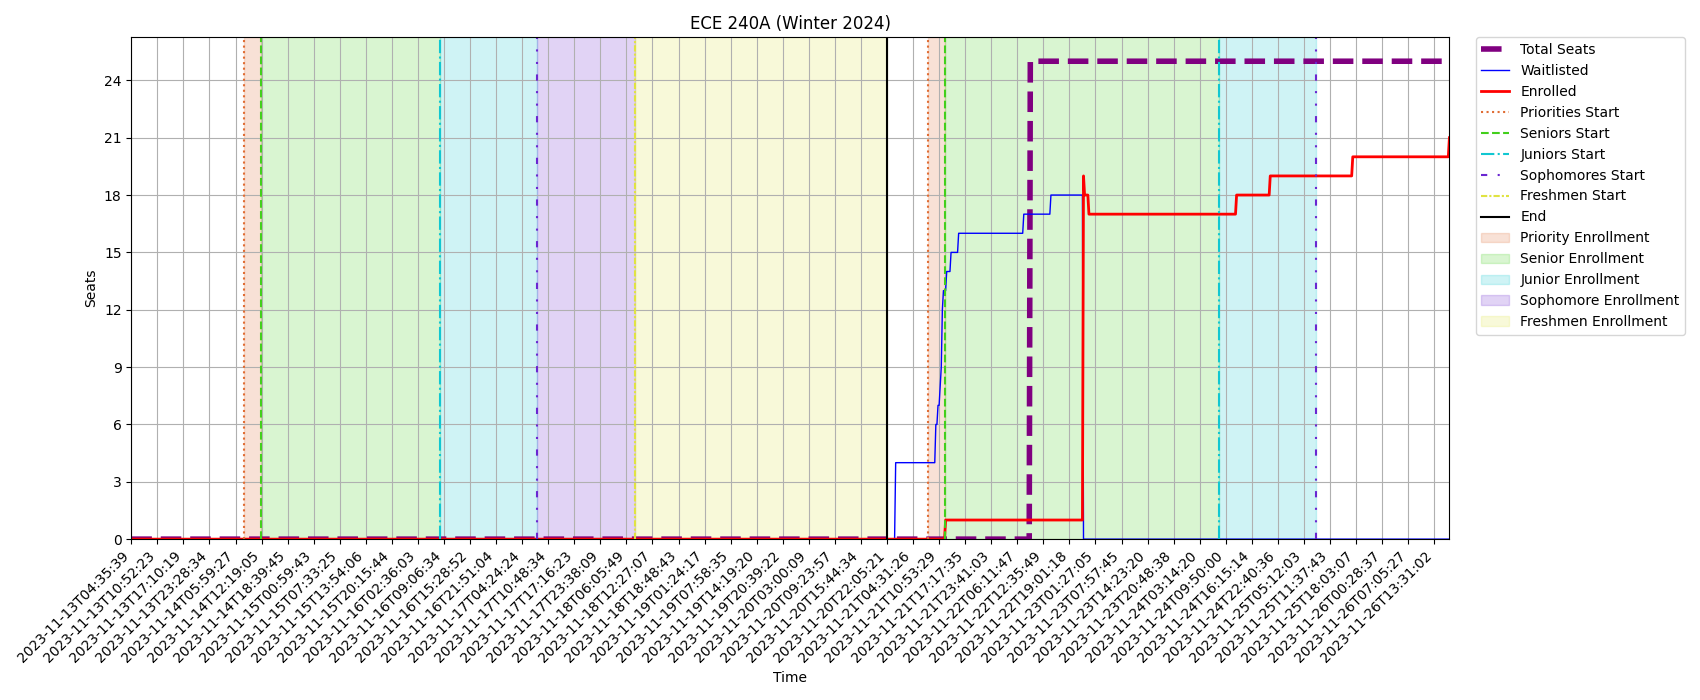 ECE 240A (Winter 2024)
Seats
24
21
18
15
12
9
6
3
0
2023-11-13T04:35:39
2023-11-13T10:52:23
2023-11-13T17:10:19
2023-11-13T23:28:34
2023-11-14T05:59:27
2023-11-14T12:19:05
2023-11-14T18:39:45
2023-11-15T00:59:43
2023-11-15T07:33:25
2023-11-15T13:54:06
2023-11-15T20:15:44
2023-11-16T02:36:03
2023-11-16T09:06:34
2023-11-16T15:28:52
2023-11-16T21:51:04
2023-11-17T04:24:24
2023-11-17T10:48:34
2023-11-17T17:16:23
2023-11-17T23:38:09
2023-11-18T06:05:49
2023-11-18T12:27:07
2023-11-18T18:48:43
2023-11-19T01:24:17
2023-11-19T07:58:35
2023-11-19T14:19:20
2023-11-19T20:39:22
2023-11-20T03:00:09
2023-11-20T09:23:57
2023-11-20T15:44:34
2023-11-20T22:05:21
2023-11-21T04:31:26
2023-11-21T10:53:29
2023-11-21T17:17:35
2023-11-21T23:41:03
2023-11-22T06:11:47
2023-11-22T12:35:49
2023-11-22T19:01:18
2023-11-23T01:27:05
2023-11-23T07:57:45
2023-11-23T14:23:20
2023-11-23T20:48:38
2023-11-24T03:14:20
2023-11-24T09:50:00
2023-11-24T16:15:14
2023-11-24T22:40:36
2023-11-25T05:12:03
2023-11-25T11:37:43
2023-11-25T18:03:07
2023-11-26T00:28:37
2023-11-26T07:05:27
2023-11-26T13:31:02
Time
Total Seats
Waitlisted
Enrolled
Priorities Start
Seniors Start
Juniors Start
Sophomores Start
Freshmen Start
End
Priority Enrollment
Senior Enrollment
Junior Enrollment
Sophomore Enrollment
Freshmen Enrollment